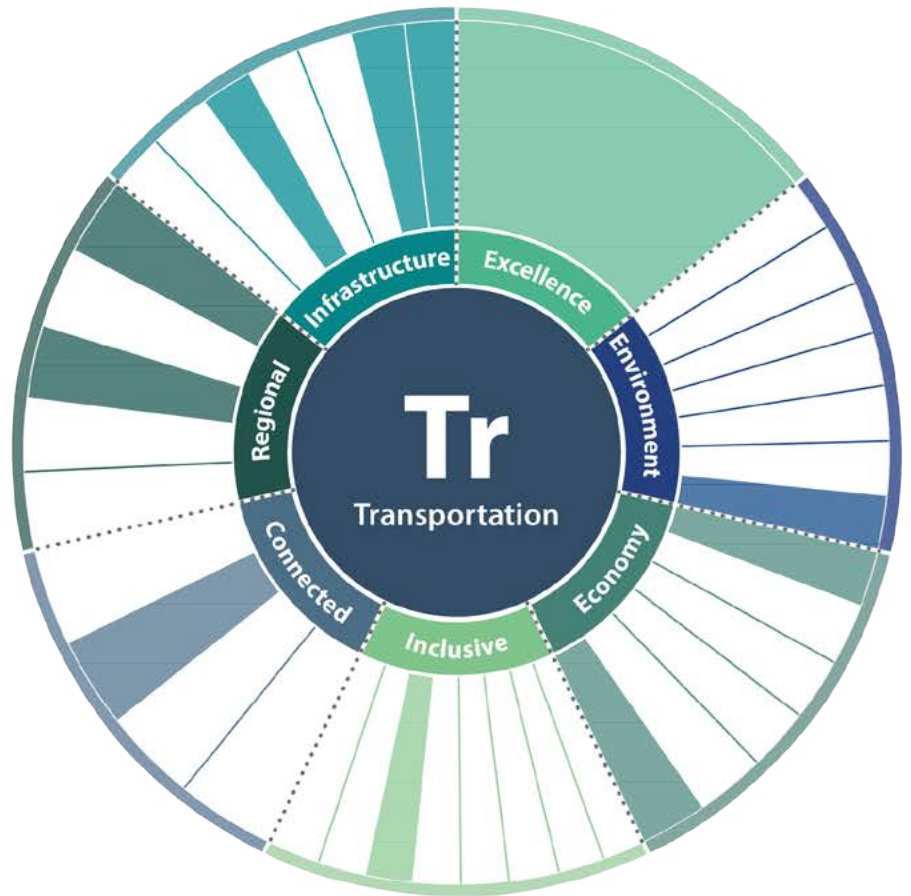 Tr
Transportation
Excellence
Environment
Economy
Inclusive
Connected
Regional
Infrastructure